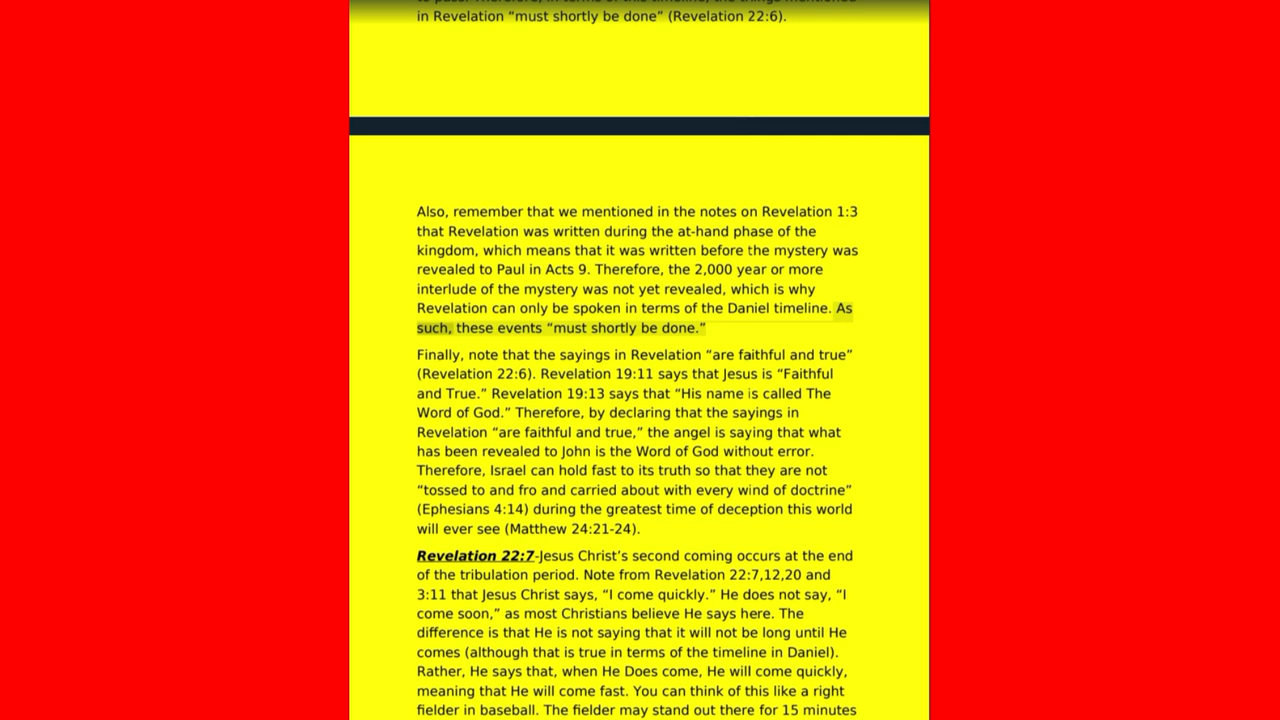 in Revelation “must shortly be done” (Revelation 22:6).
Also, remember that we mentioned in the notes on Revelation 1:3
that Revelation was written during the at-hand phase of the
kingdom, which means that it was written before the mystery was
revealed to Paul in Acts 9. Therefore, the 2,000 year or more
interlude of the mystery was not yet revealed, which is why
Revelation can only be spoken in terms of the Daniel timeline. As
such, these events “must shortly be done.”
Finally, note that the sayings in Revelation “are faithful and true”
(Revelation 22:6). Revelation 19:11 says that Jesus is “Faithful
and True.” Revelation 19:13 says that “His name is called The
Word of God.” Therefore, by declaring that the sayings in
Revelation “are faithful and true,” the angel is saying that what
has been revealed to John is the Word of God without error.
Therefore, Israel can hold fast to its truth so that they are not
“tossed to and fro and carried about with every wind of doctrine”
(Ephesians 4:14) during the greatest time of deception this world
will ever see (Matthew 24:21-24).
Revelation 22:7-Jesus Christ’s second coming occurs at the end
of the tribulation period. Note from Revelation 22:7,12,20 and
3:11 that Jesus Christ says, “I come quickly.” He does not say, “I
come soon,” as most Christians believe He says here. The
difference is that He is not saying that it will not be long until He
comes (although that is true in terms of the timeline in Daniel).
Rather, He says that, when He Does come, He will come quickly,
meaning that He will come fast. You can think of this like a right
fielder in baseball. The fielder may stand out there for 15 minutes